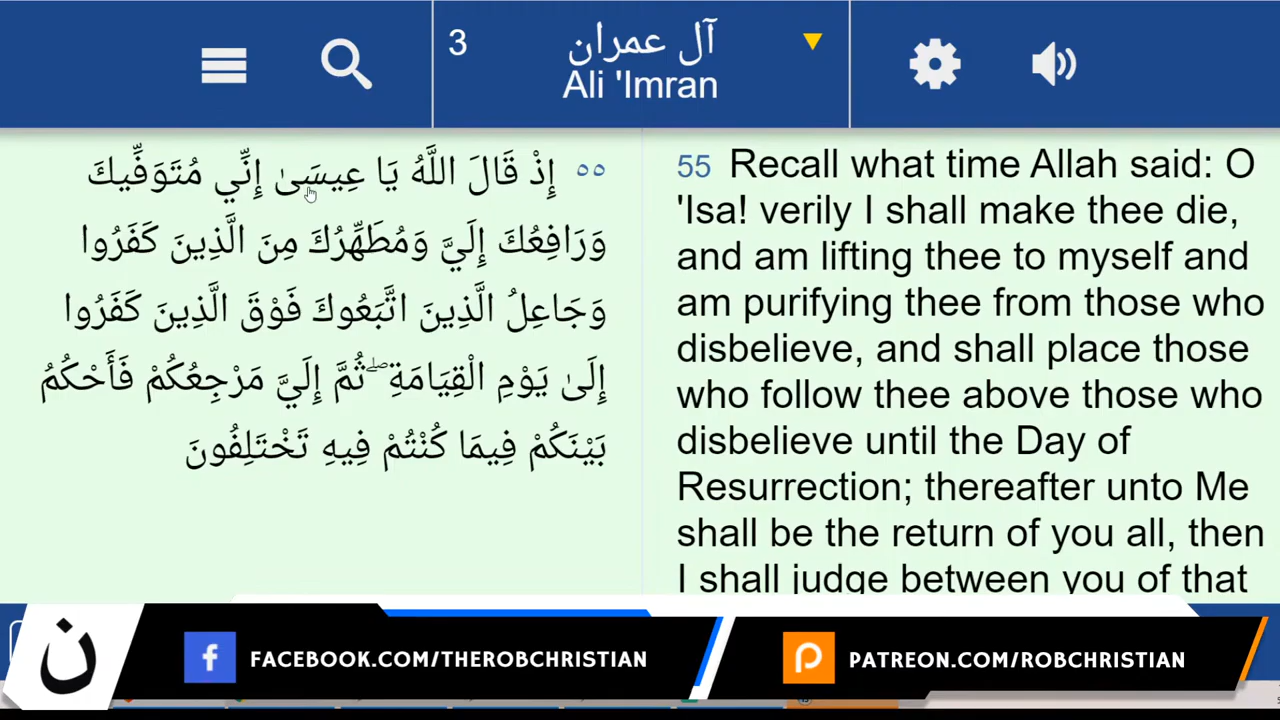 3
آل عمران
Ali 'Imran
٥٥ إِذْ قَالَ اللَّهُ يَا عِيسَىٰ إِنِّي مُتَوَفِّيكَ
وَرَافِعُكَ إِلَيَّ وَمُطَهِّرُكَ مِنَ الَّذِينَ كَفَرُوا
وَجَاعِلُ الَّذِينَ اتَّبَعُوكَ فَوْقَ الَّذِينَ كَفَرُوا
إِلَىٰ يَوْمِ الْقِيَامَةِ ۖ ثُمَّ إِلَيَّ مَرْجِعُكُمْ فَأَحْكُمُ
بَيْنَكُمْ فِيمَا كُنْتُمْ فِيهِ تَخْتَلِفُونَ
55 Recall what time Allah said: O
'Isa! verily I shall make thee die,
and am lifting thee to myself and
am purifying thee from those who
disbelieve, and shall place those
who follow thee above those who
disbelieve until the Day of
Resurrection; thereafter unto Me
shall be the return of you all, then
I shall judge between you of that
ن
FACEBOOK.COM/THEROBCHRISTIAN
PATREON.COM/ROBCHRISTIAN